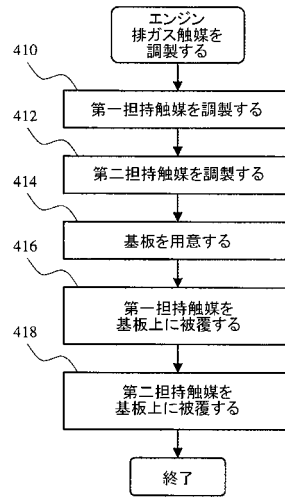 エンジン
排ガス触媒を
調製する
410
第一担持触媒を調製する
412
第二担持触媒を調製する
414
基板を用意する
416
第一担持触媒を
基板上に被覆する
418
第二担持触媒を
基板上に被覆する
終了